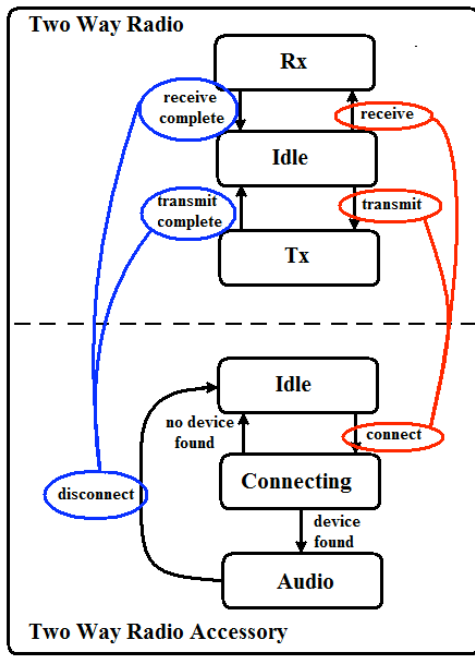 Two Way Radio
Rx
receive
complete
receive
Idle
transmit
complete
transmit
Tx
Idle
no device
found
connect
Connecting
disconnect
device
found
Audio
Two Way Radio Accessory